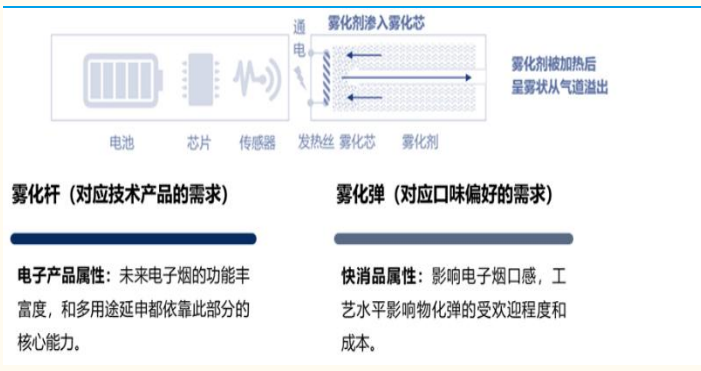 雾化剂渗入雾化芯
通
电
雾化剂被加热后
呈雾状从气道溢出
电池 芯片 传感器 发热丝 雾化芯 雾化剂
雾化杆（对应技术产品的需求）
电子产品属性：未来电子烟的功能丰
富度，和多用途延申都依靠此部分的
核心能力。
雾化弹（对应口味偏好的需求）
快消品属性：影响电子烟口感，工
艺水平影响物化弹的受欢迎程度和
成本。